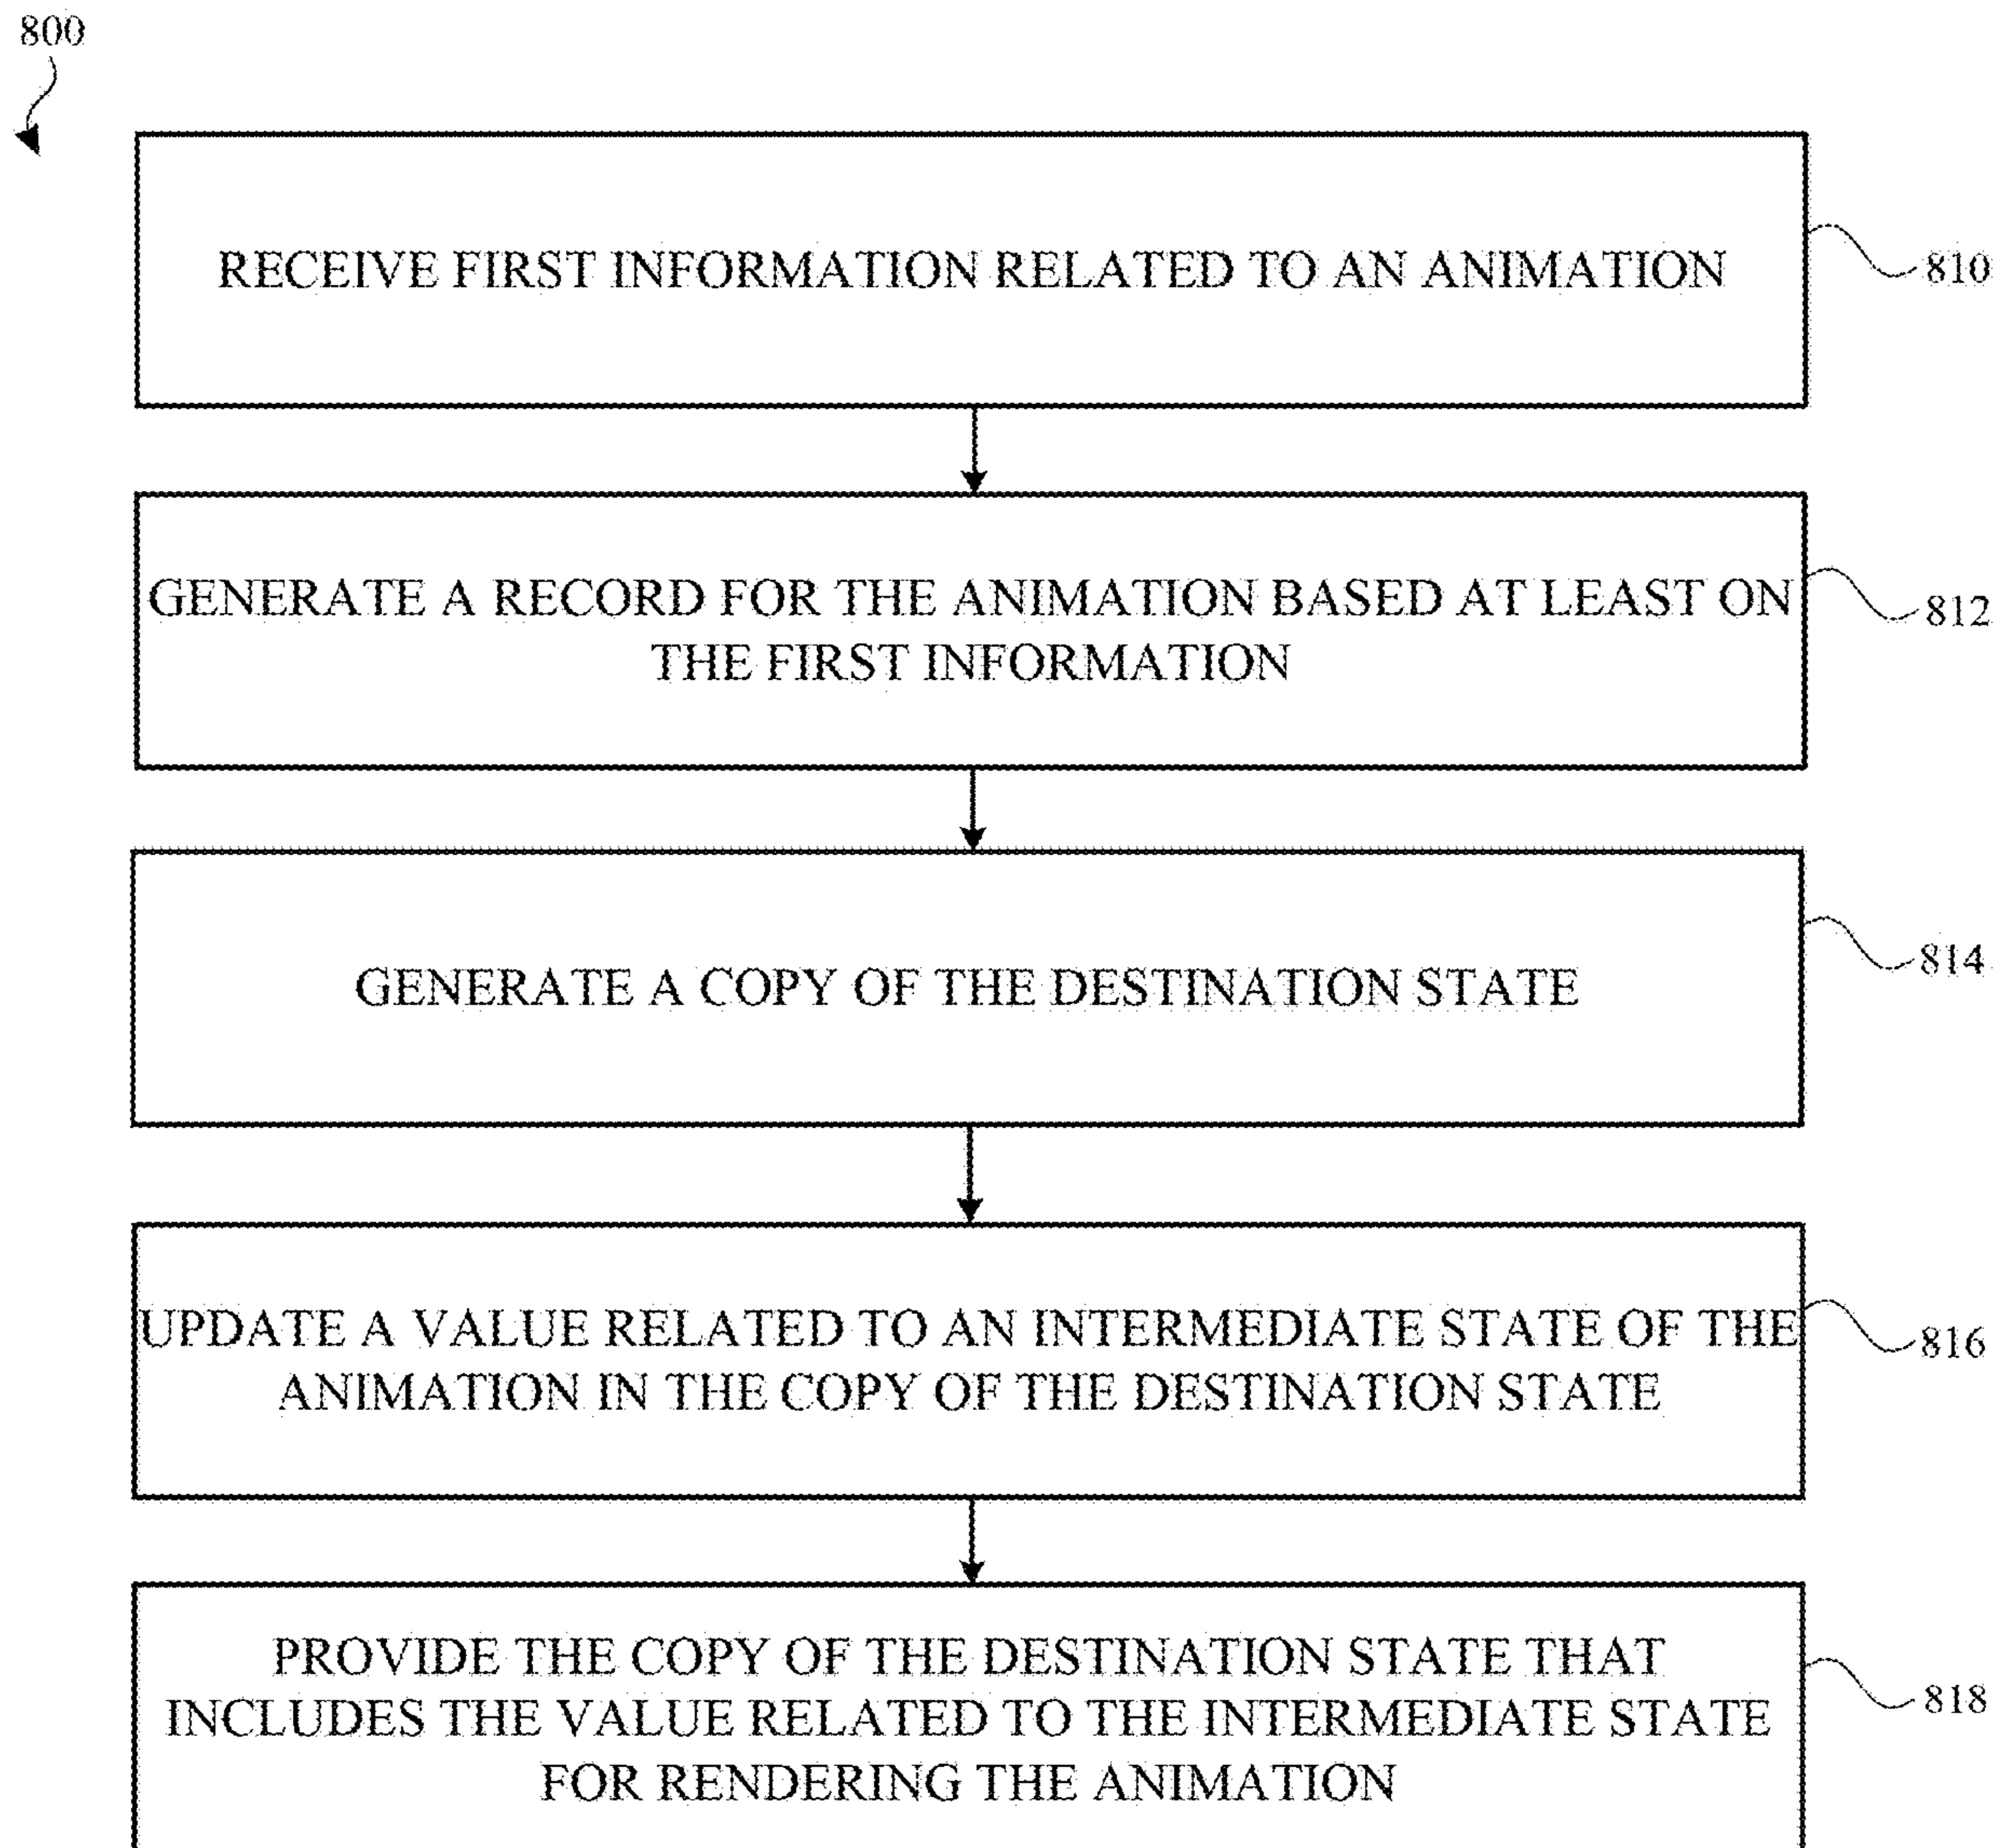 800
RECEIVE FIRST INFORMATION RELATED TO AN ANIMATION
810
GENERATE A RECORD FOR THE ANIMATION BASED AT LEAST ON
THE FIRST INFORMATION
812
GENERATE A COPY OF THE DESTINATION STATE
814
UPDATE A VALUE RELATED TO AN INTERMEDIATE STATE OF THE
ANIMATION IN THE COPY OF THE DESTINATION STATE
816
PROVIDE THE COPY OF THE DESTINATION STATE THAT
INCLUDES THE VALUE RELATED TO THE INTERMEDIATE STATE
FOR RENDERING THE ANIMATION
818